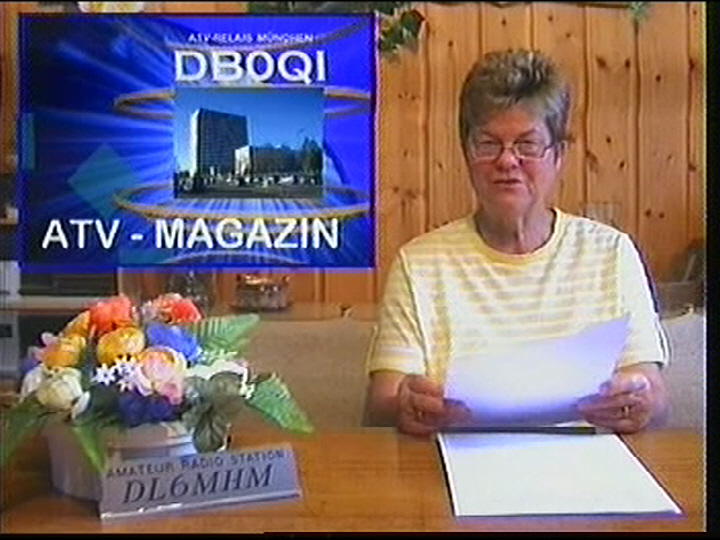 ATV-RELAIS MÜNCHEN
DB0QI
ATV - MAGAZIN
AMATEUR RADIO STATION
DL6MHM